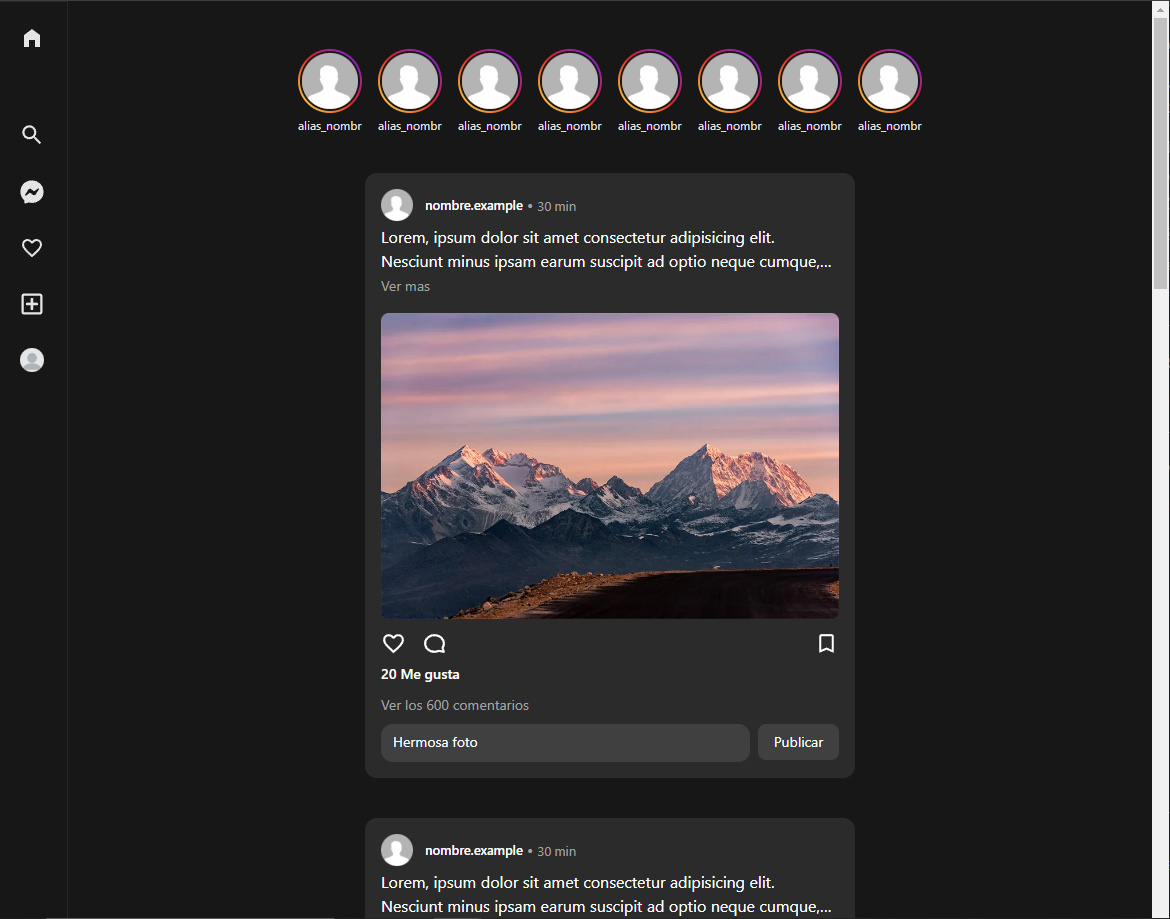 alias_nombr alias_nombr alias_nombr alias_nombr alias_nombr alias_nombr alias_nombr alias_nombr
nombre.example • 30 min
Lorem, ipsum dolor sit amet consectetur adipisicing elit.
Nesciunt minus ipsam earum suscipit ad optio neque cumque,...
Ver mas
20 Me gusta
Ver los 600 comentarios
Hermosa foto Publicar
nombre.example • 30 min
Lorem, ipsum dolor sit amet consectetur adipisicing elit.
Nesciunt minus ipsam earum suscipit ad optio neque cumque,...